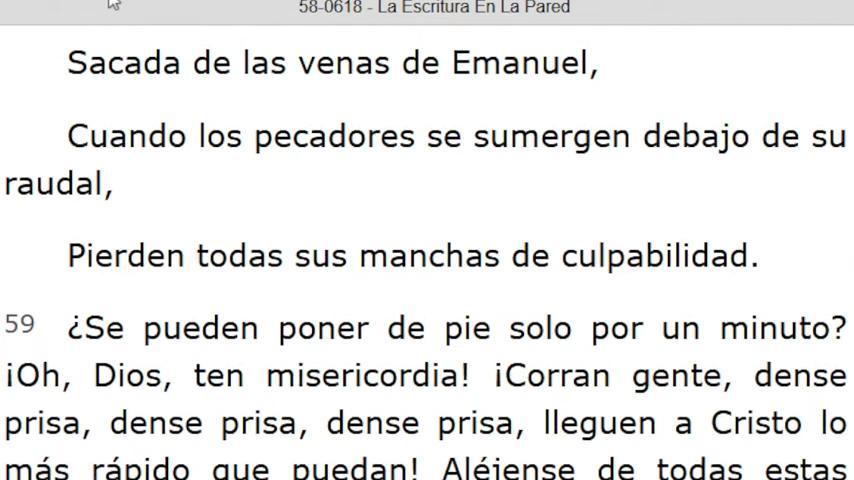 58-0618 - La Escritura En La Pared
Sacada de las venas de Emanuel,
Cuando los pecadores se sumergen debajo de su
raudal,
Pierden todas sus manchas de culpabilidad.
59 ¿Se pueden poner de pie solo por un minuto?
¡Oh, Dios, ten misericordia! ¡Corran gente, dense
prisa, dense prisa, dense prisa, lleguen a Cristo lo
más rápido que puedan! Aléjense de todas estas